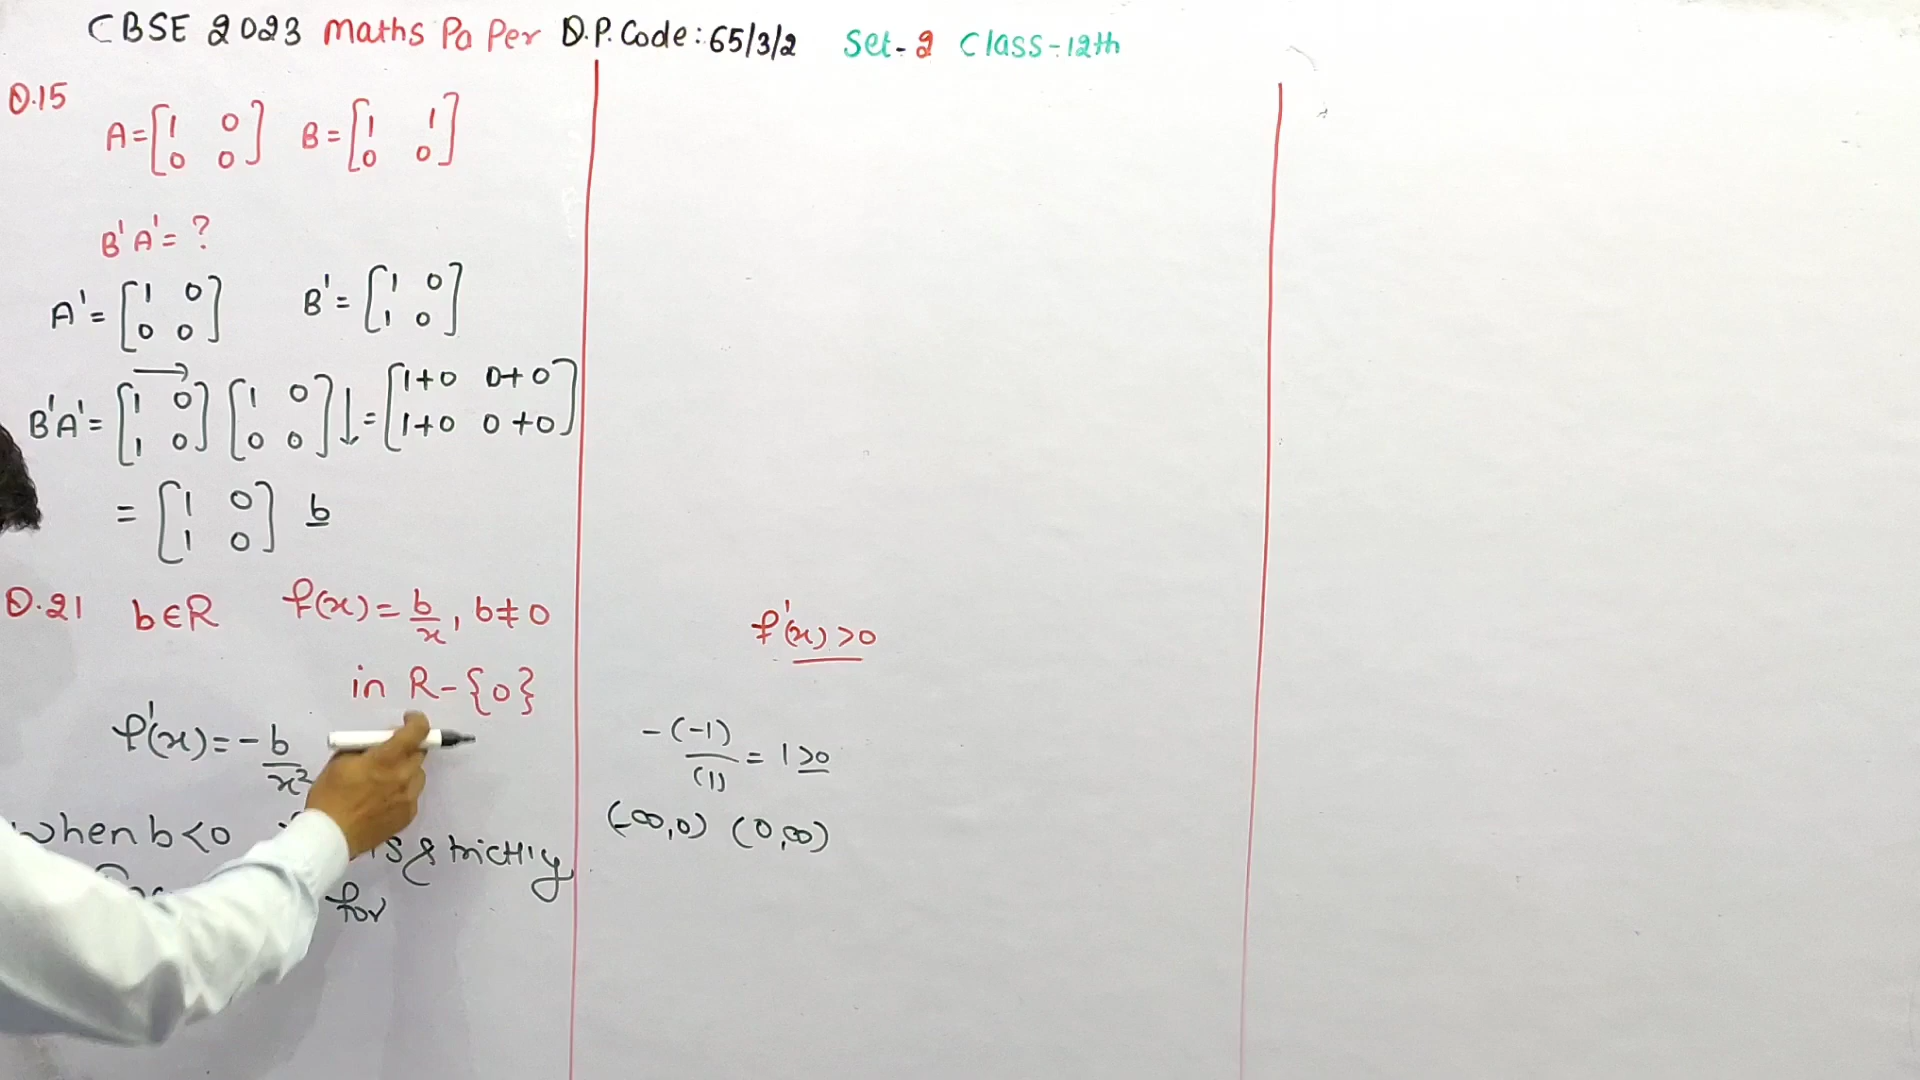 CBSE 2023 Maths Paper Q.P. Code: 65/3/2 Set-2 Class-12th
Q.15
A=[1 0
0 0] B=[1 1
0 0]
B'A'=?
A'=[1 0
0 0] B'=[1 0
1 0]
B'A'=[1 0
1 0][1 0
0 0]↓=[1+0 0+0
1+0 0+0]
=[1 0
1 0] b
Q.21 b∈R f(x)=b/x, b≠0
in R-{0}
f'(x)=-b/x²
when b<0
is strictly
for
f'(x)>0
-(-1)/(1)=1>0
(-∞,0) (0,∞)